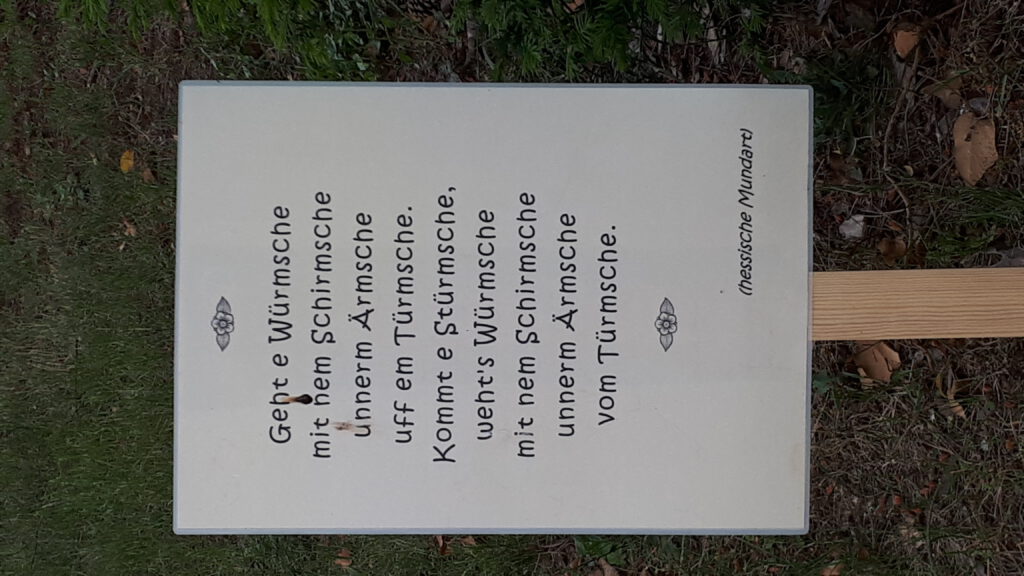 Geht e Würmsche
mit nem Schirmsche
unnerm Ärmsche
uff em Türmsche.
Kommt e Stürmsche,
weht's Würmsche
mit nem Schirmsche
unnerm Ärmsche
vom Türmsche.
(hessische Mundart)